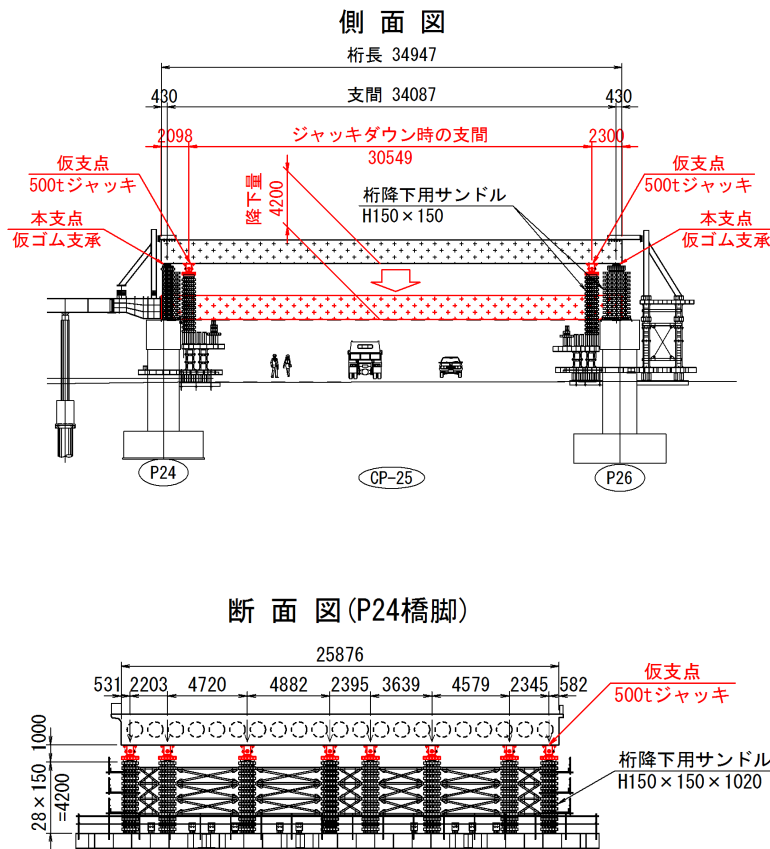 側 面 図
桁長 34947
430
支間 34087
430
2098
ジャッキダウン時の支間
30549
2300
仮支点
500tジャッキ
降下量
4200
桁降下用サンドル
H150×150
仮支点
500tジャッキ
本支点
仮ゴム支承
本支点
仮ゴム支承
P24
CP-25
P26
断 面 図(P24橋脚)
25876
531
2203
4720
4882
2395
3639
4579
2345
582
仮支点
500tジャッキ
1000
28×150
=4200
桁降下用サンドル
H150×150×1020